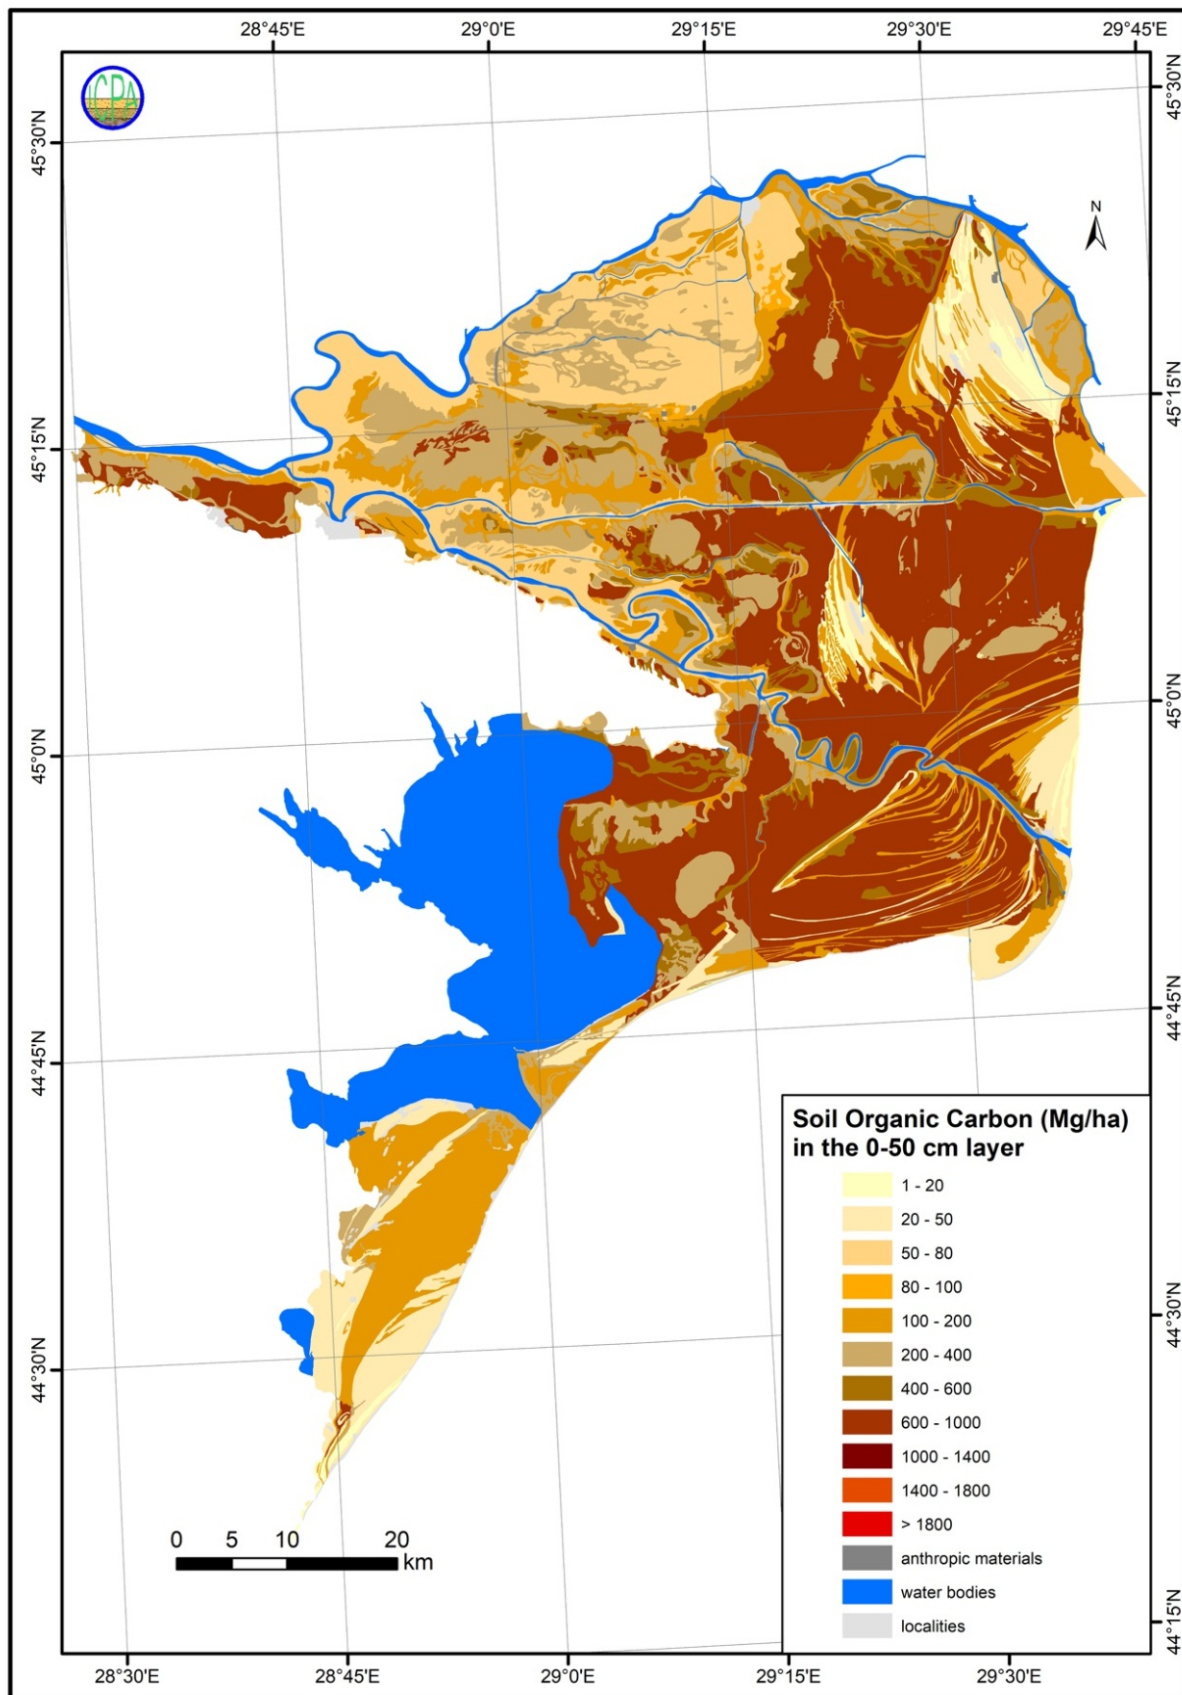 28°45'E 29°0'E 29°15'E 29°30'E 29°45'E
ICPA
45°30'N
45°30'N
N
45°15'N
45°15'N
45°0'N
45°0'N
44°45'N
44°45'N
44°30'N
44°30'N
44°15'N
Soil Organic Carbon (Mg/ha)
in the 0-50 cm layer
1 - 20
20 - 50
50 - 80
80 - 100
100 - 200
200 - 400
400 - 600
600 - 1000
1000 - 1400
1400 - 1800
> 1800
anthropic materials
water bodies
localities
0 5 10 20
km
28°30'E 28°45'E 29°0'E 29°15'E 29°30'E